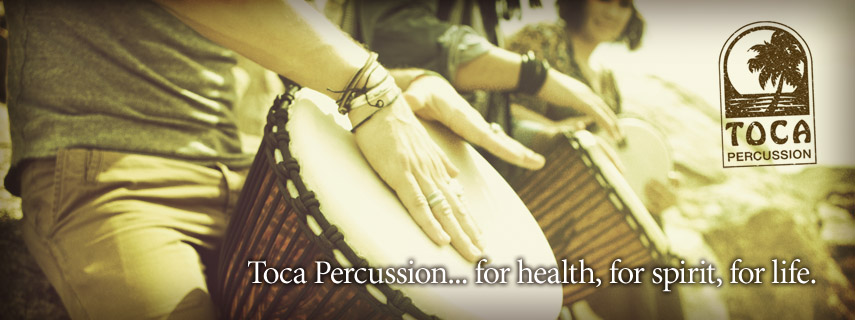 TOCA
PERCUSSION
Toca Percussion... for health, for spirit, for life.